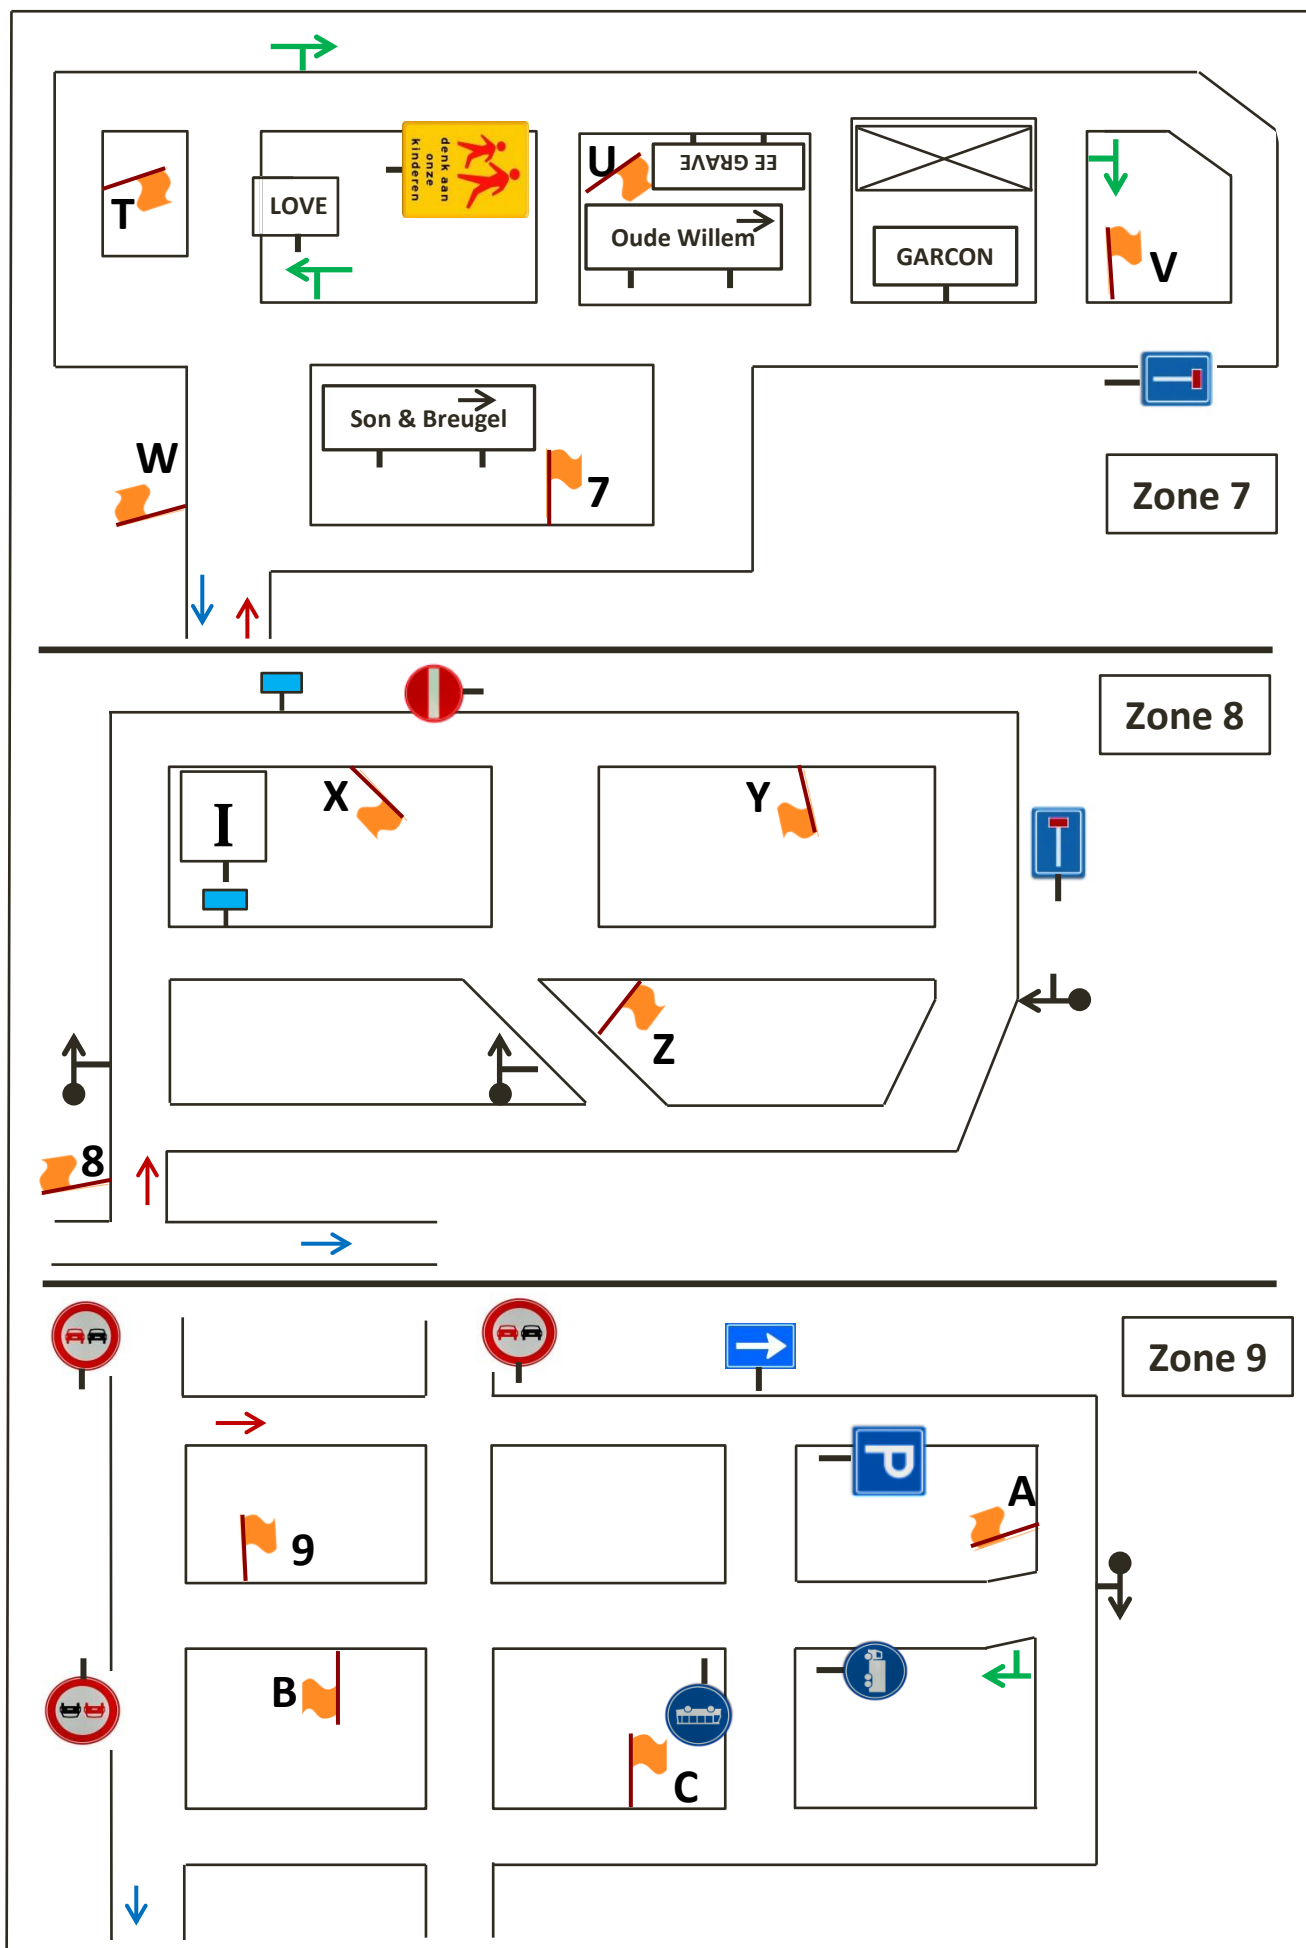 denk aan
onze
kinderen
EE GRAVE
U
T
LOVE
Oude Willem
GARCON
V
Son & Breugel
W
7
Zone 7
Zone 8
I
X
Y
Z
8
Zone 9
P
A
9
B
C